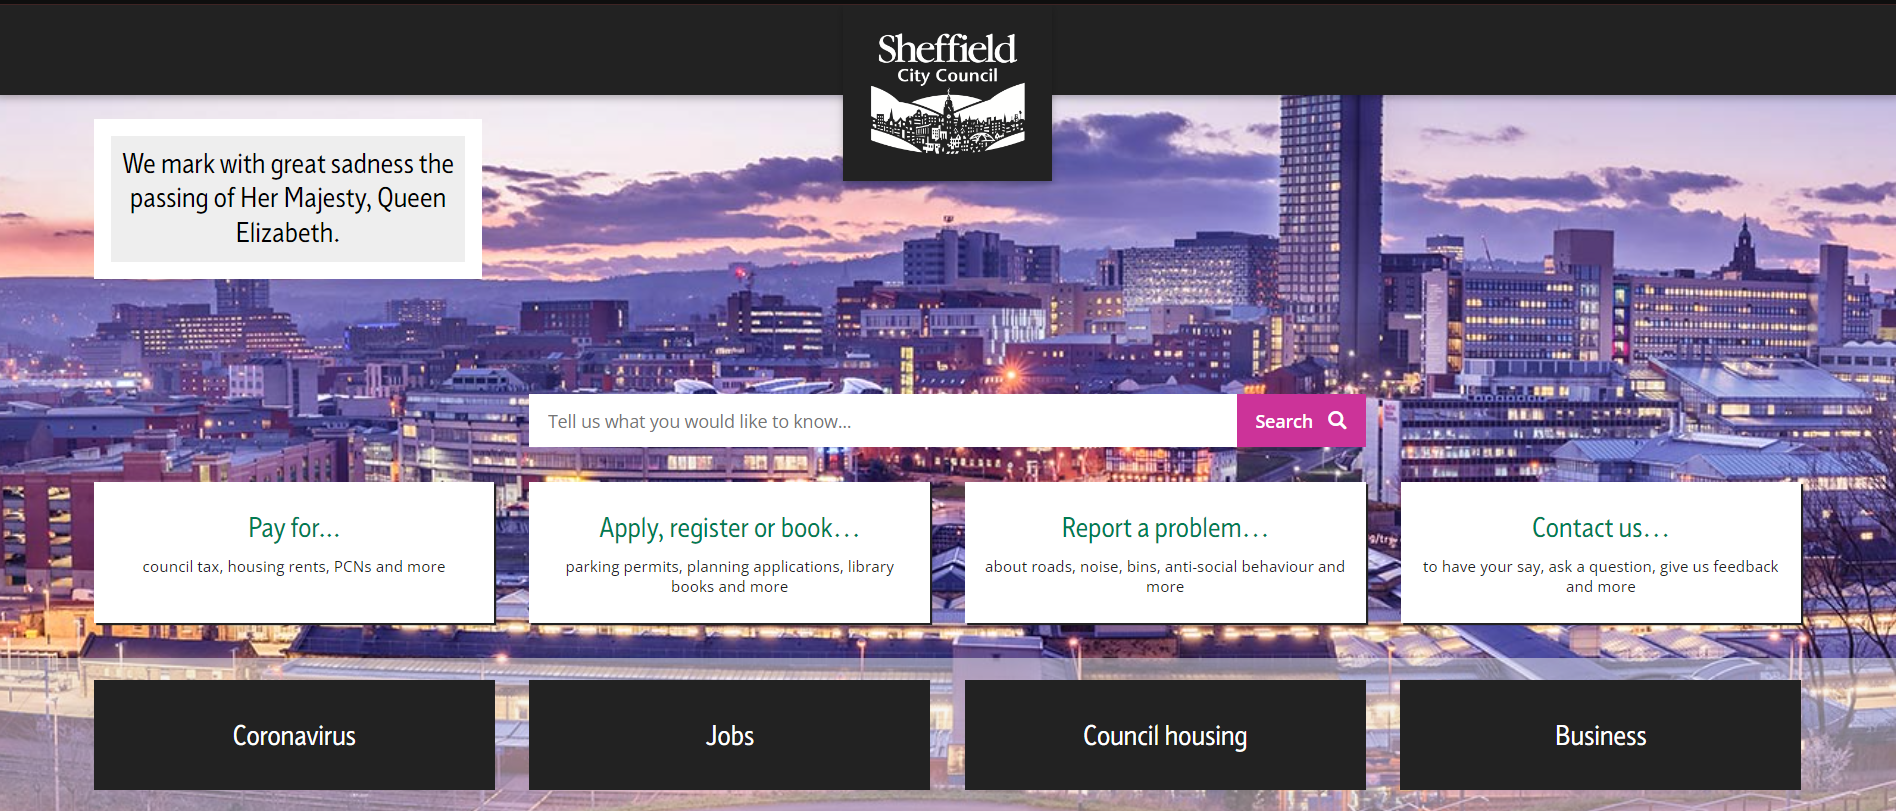 Sheffield
City Council
We mark with great sadness the
passing of Her Majesty, Queen
Elizabeth.
Tell us what you would like to know...
Search
Pay for...
council tax, housing rents, PCNs and more
Apply, register or book...
parking permits, planning applications, library
books and more
Report a problem...
about roads, noise, bins, anti-social behaviour and
more
Contact us...
to have your say, ask a question, give us feedback
and more
Coronavirus
Jobs
Council housing
Business